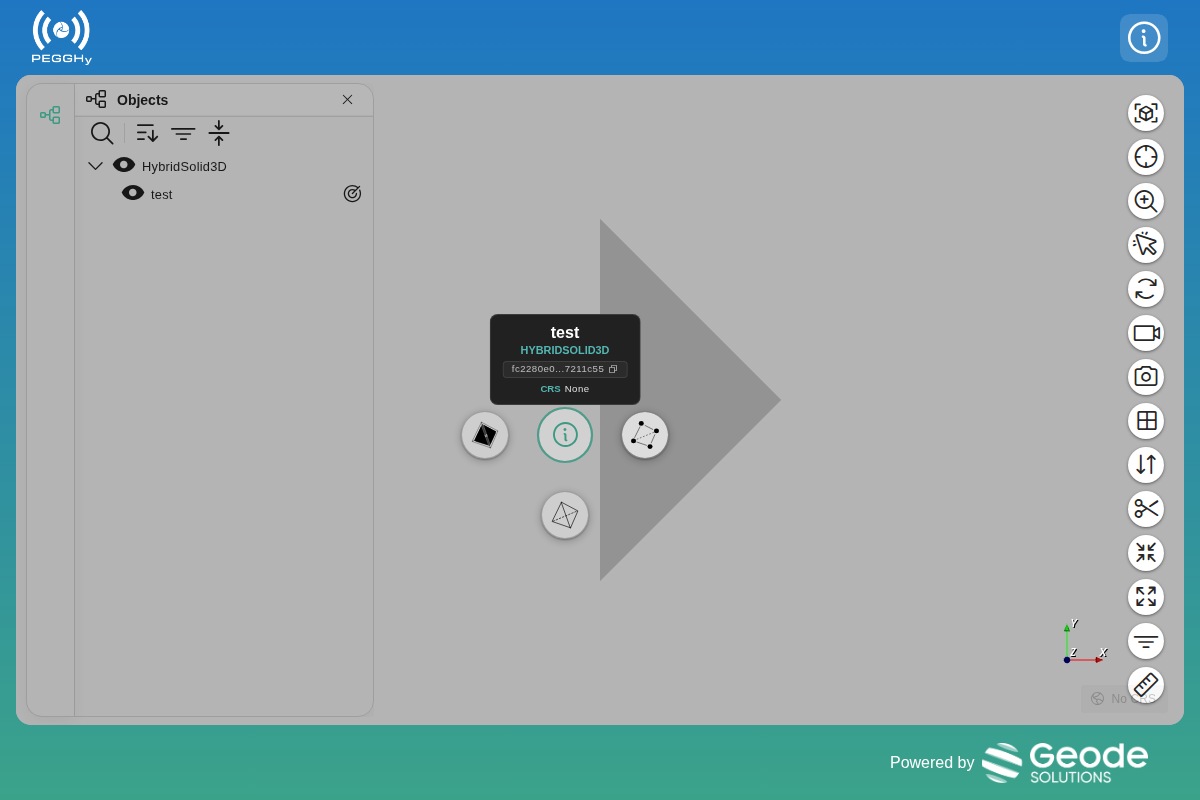 PEGGHy
Objects
HybridSolid3D
test
test
HYBRIDSOLID3D
fc2280e0...7211c55
CRS None
Y
Z
X
No CRS
Powered by
Geode
SOLUTIONS